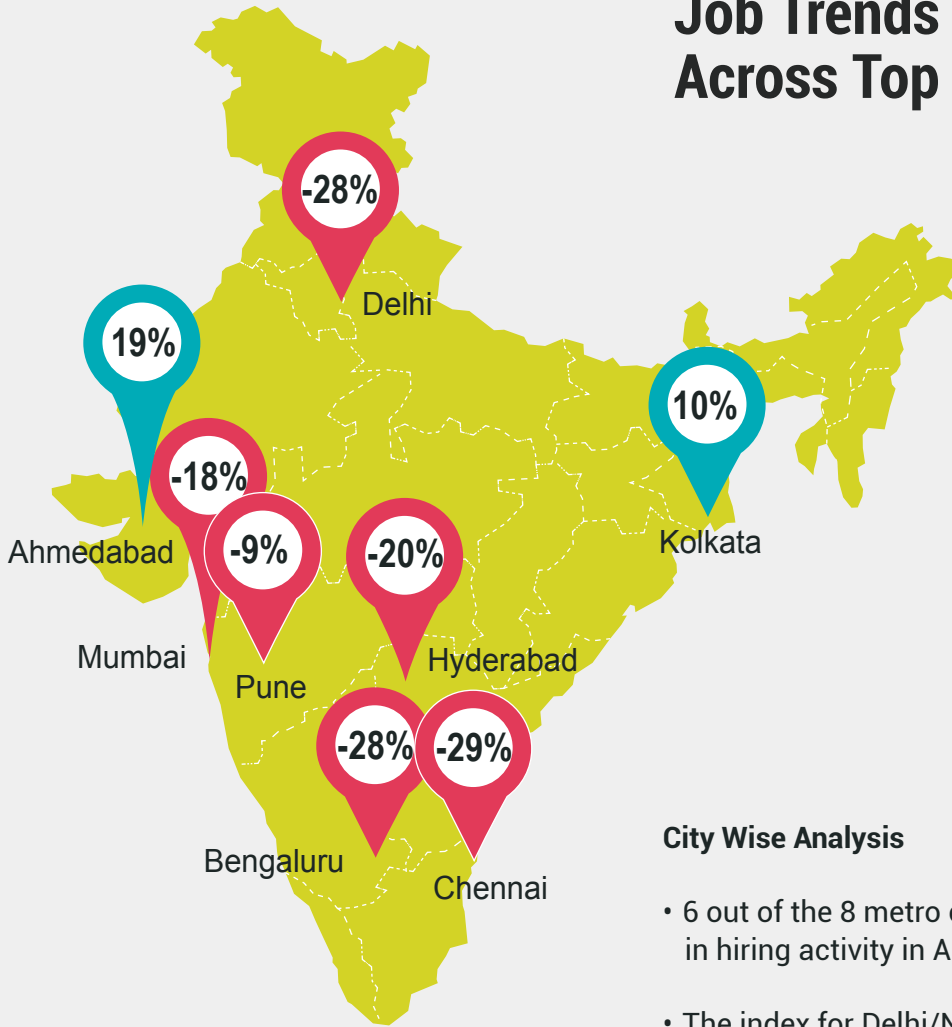 Job Trends
Across Top
-28%
Delhi
19%
10%
-18%
-9%
-20%
Ahmedabad
Kolkata
Mumbai
Pune
Hyderabad
-28%
-29%
Bengaluru
Chennai
City Wise Analysis
• 6 out of the 8 metro
in hiring activity in
• The index for